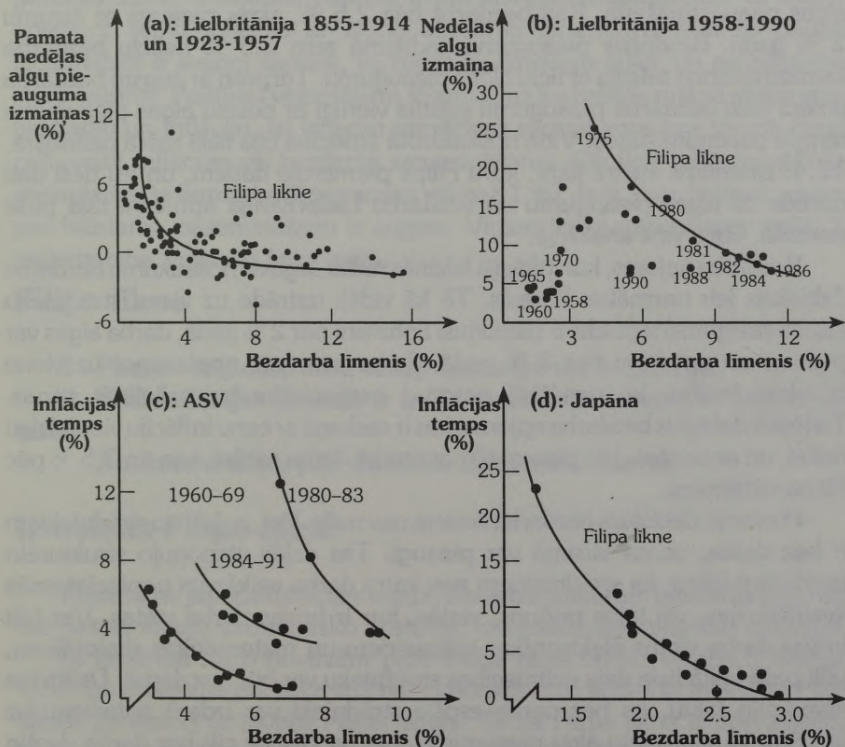 (a): Lielbritānija 1855-1914
un 1923-1957
Pamata
nedēļas
algu pie-
auguma
izmaiņas
(%)
12
6
0
-6
Filipa likne
4
8
12
16
Bezdarba līmenis (%)
(b): Lielbritānija 1958-1990
Nedēļas
algu
izmaiņa
(%)
30
25
20
15
10
5
0
1975
Filipa likne
1980
1970
1981
1982
1986
1965
1990
1988
1984
1960
1958
3
6
9
12
Bezdarba līmenis (%)
(c): ASV
Inflācijas
temps
(%)
12
8
4
0
1960–69
1980–83
1984–91
4
10
Bezdarba līmenis (%)
(d): Japāna
Inflācijas
temps
(%)
25
20
15
10
5
0
Filipa likne
1.5
2.0
2.5
3.0
Bezdarba līmenis (%)